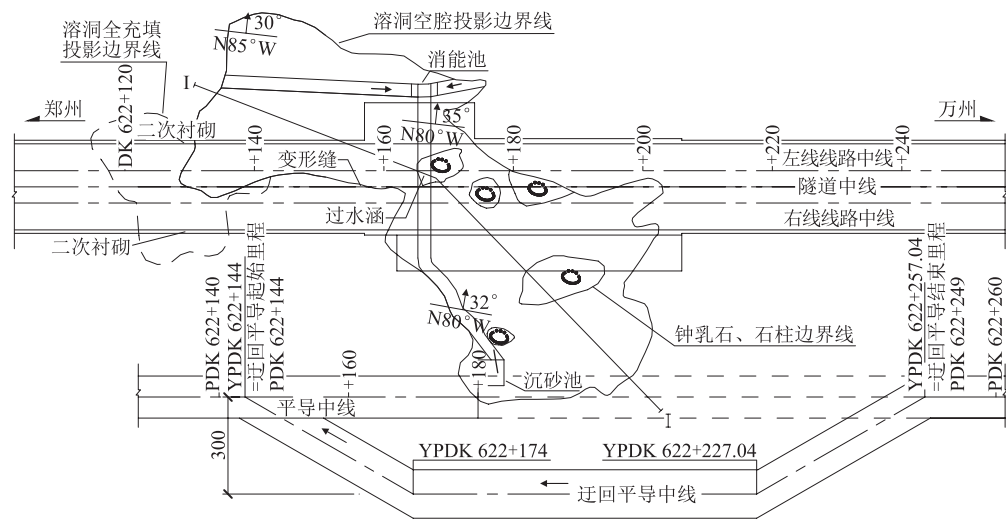 溶洞全充填
投影边界线
30°
N85°W
溶洞空腔投影边界线
消能池
I
郑州
万州
DK 622+120
二次衬砌
+140
+160
35°
N80°W
+180
+200
+220
+240
左线线路中线
变形缝
隧道中线
过水涵
右线线路中线
二次衬砌
PDK 622+140
YPDK 622+144
=迂回平导起始里程
PDK 622+144
+160
32°
N80°W
+180
钟乳石、石柱边界线
YPDK 622+257.04
=迂回平导结束里程
PDK 622+249
PDK 622+260
沉砂池
平导中线
I
300
YPDK 622+174
YPDK 622+227.04
迂回平导中线